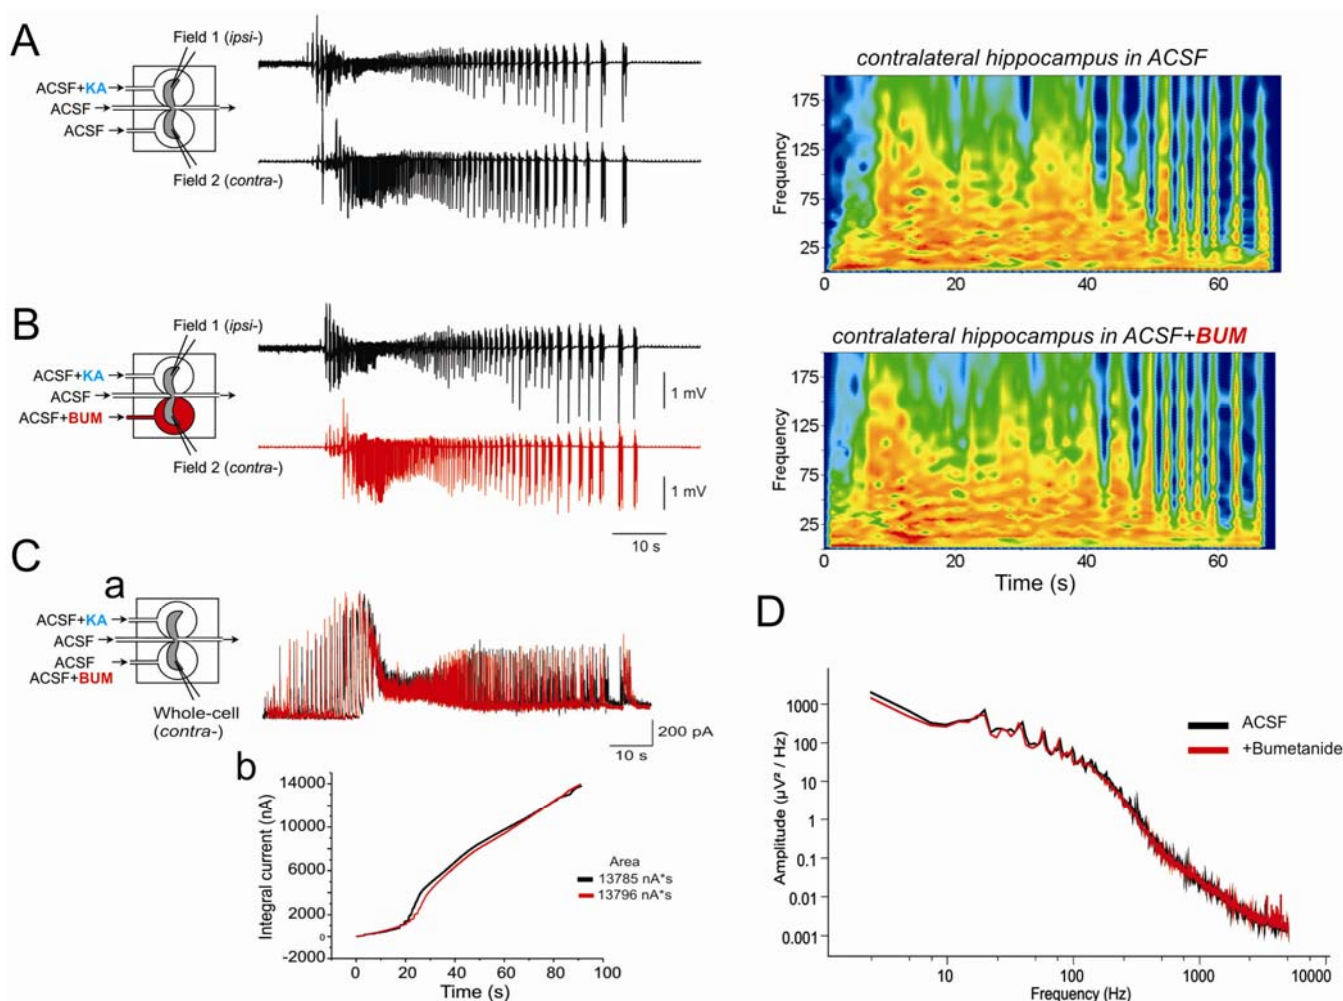 A
Field 1 (ipsi-)
ACSF+KA
ACSF
ACSF
Field 2 (contra-)
contralateral hippocampus in ACSF
Frequency
175
125
75
25
0
20
40
60
B
Field 1 (ipsi-)
ACSF+KA
ACSF
ACSF+BUM
Field 2 (contra-)
1 mV
1 mV
10 s
contralateral hippocampus in ACSF+BUM
Frequency
175
125
75
25
0
20
40
60
Time (s)
C
a
ACSF+KA
ACSF
ACSF
ACSF+BUM
Whole-cell
(contra-)
200 pA
10 s
b
Integral current (nA)
14000
10000
6000
2000
0
-2000
0
20
40
60
80
100
Time (s)
Area
13785 nA*s
13796 nA*s
D
Amplitude (µV² / Hz)
1000
100
10
1
0.1
0.01
0.001
10
100
1000
10000
Frequency (Hz)
ACSF
+Bumetanide